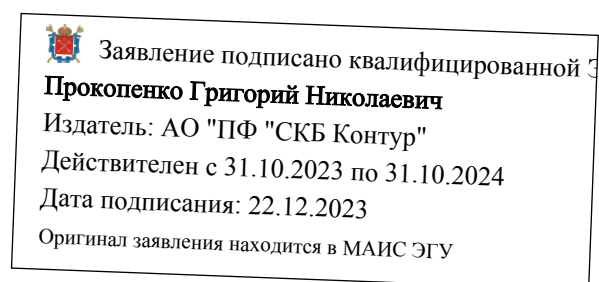 Заявление подписано квалифицированной Э
Прокопенко Григорий Николаевич
Издатель: АО "ПФ "СКБ Контур"
Действителен с 31.10.2023 по 31.10.2024
Дата подписания: 22.12.2023
Оригинал заявления находится в МАИС ЭГУ